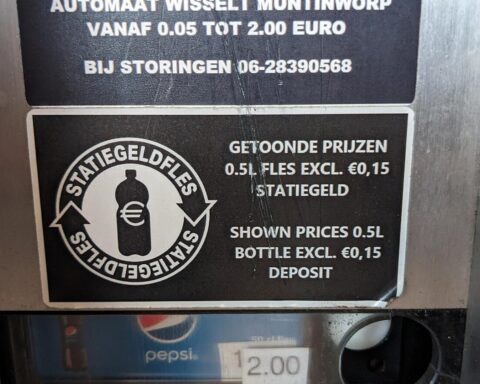 AUTOMAAT WISSELT MUNTINWORP
VANAF 0.05 TOT 2.00 EURO
BIJ STORINGEN 06-28390568
STATIEGELDFLES
€
STATIEGELDFLES
GETOONDE PRIJZEN
0.5L FLES EXCL. €0,15
STATIEGELD
SHOWN PRICES 0.5L
BOTTLE EXCL. €0,15
DEPOSIT
pepsi
1
2.00